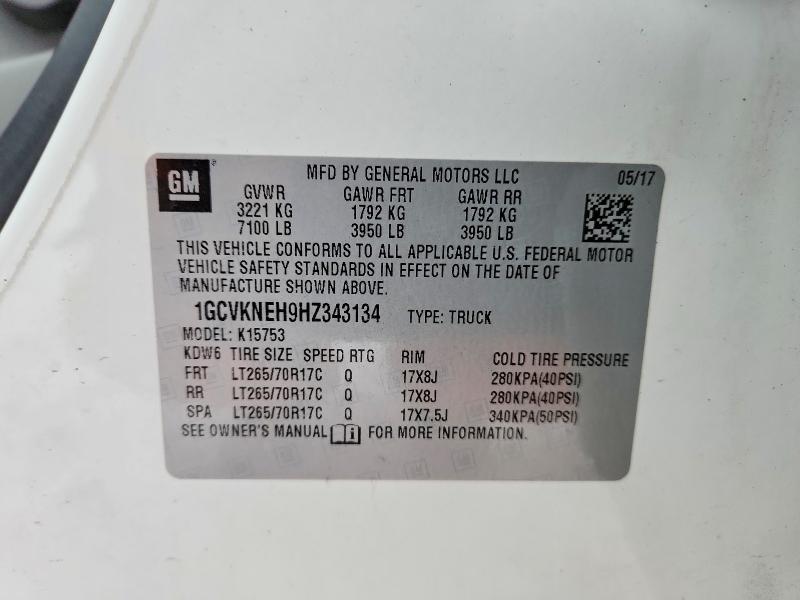 GM
MFD BY GENERAL MOTORS LLC 05/17
GVWR GAWR FRT GAWR RR
3221 KG 1792 KG 1792 KG
7100 LB 3950 LB 3950 LB
THIS VEHICLE CONFORMS TO ALL APPLICABLE U.S. FEDERAL MOTOR
VEHICLE SAFETY STANDARDS IN EFFECT ON THE DATE OF
MANUFACTURE SHOWN ABOVE.
1GCVKNEH9HZ343134 TYPE: TRUCK
MODEL: K15753
KDW6 TIRE SIZE SPEED RTG RIM COLD TIRE PRESSURE
FRT LT265/70R17C Q 17X8J 280KPA(40PSI)
RR LT265/70R17C Q 17X8J 280KPA(40PSI)
SPA LT265/70R17C Q 17X7.5J 340KPA(50PSI)
SEE OWNER'S MANUAL FOR MORE INFORMATION.